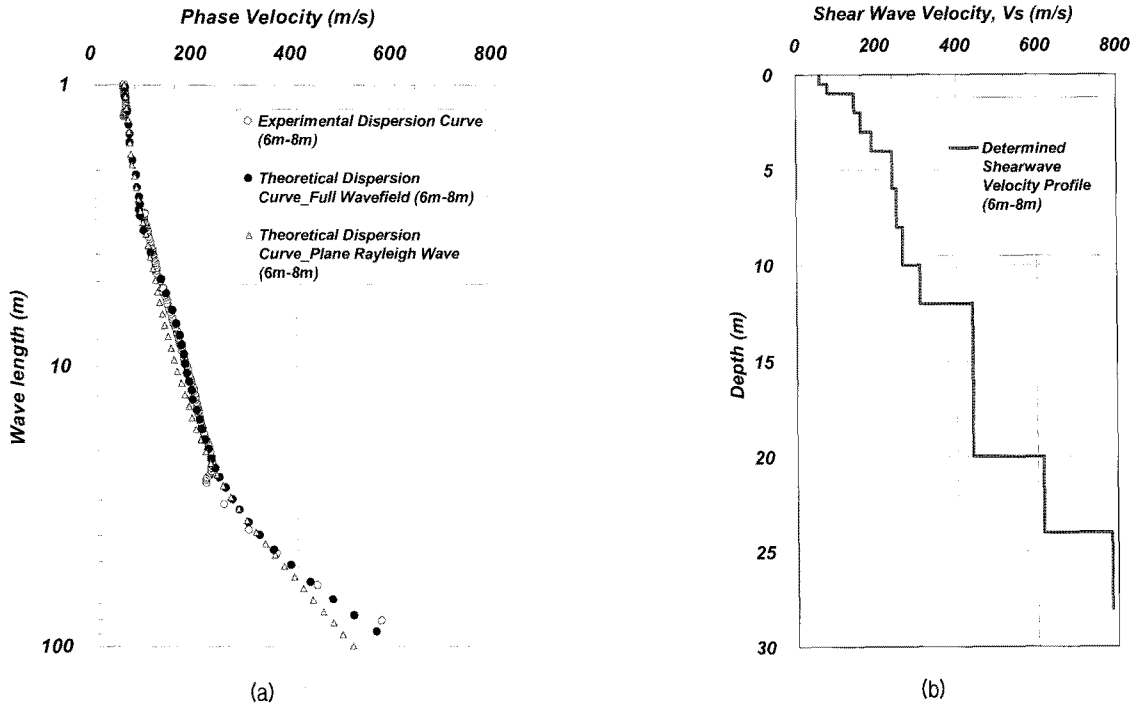 Phase Velocity (m/s)
0 200 400 600 800
1
10
100
Wave length (m)
Experimental Dispersion Curve
(6m-8m)
Theoretical Dispersion
Curve_Full Wavefield (6m-8m)
Theoretical Dispersion
Curve_Plane Rayleigh Wave
(6m-8m)
(a)
Shear Wave Velocity, Vs (m/s)
0 200 400 600 800
0
5
10
15
20
25
30
Depth (m)
Determined
Shearwave
Velocity Profile
(6m-8m)
(b)